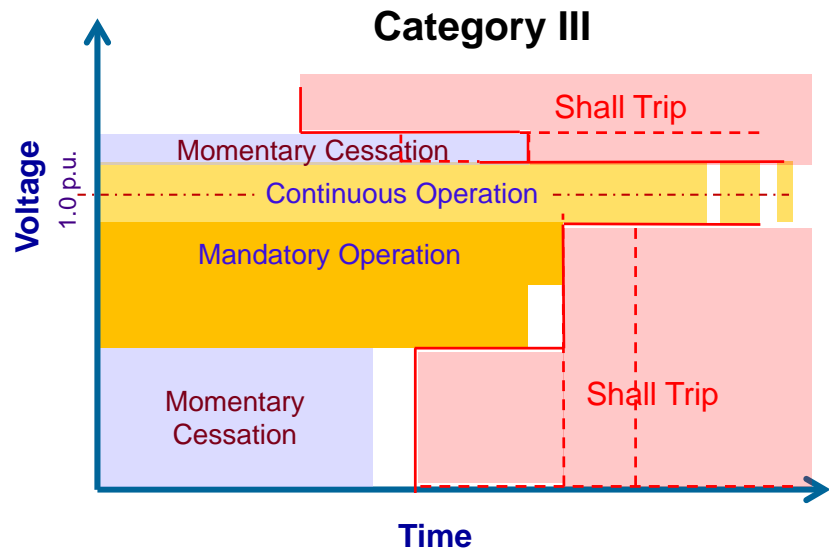 Category III
Shall Trip
Momentary Cessation
Voltage
1.0 p.u.
Continuous Operation
Mandatory Operation
Momentary
Cessation
Shall Trip
Time